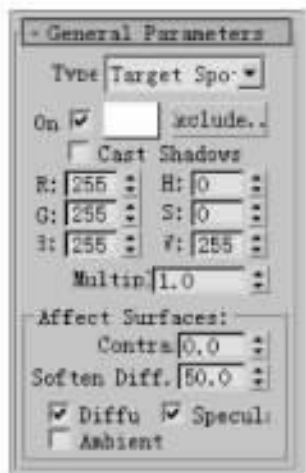 - General Parameters
Type Target Spo
On xclude..
Cast Shadows
R: 255 H: 0
G: 255 S: 0
3: 255 V: 255
Multip 1.0
Affect Surfaces:
Contra 0.0
Soften Diff. 50.0
Diffu Specul
Ambient